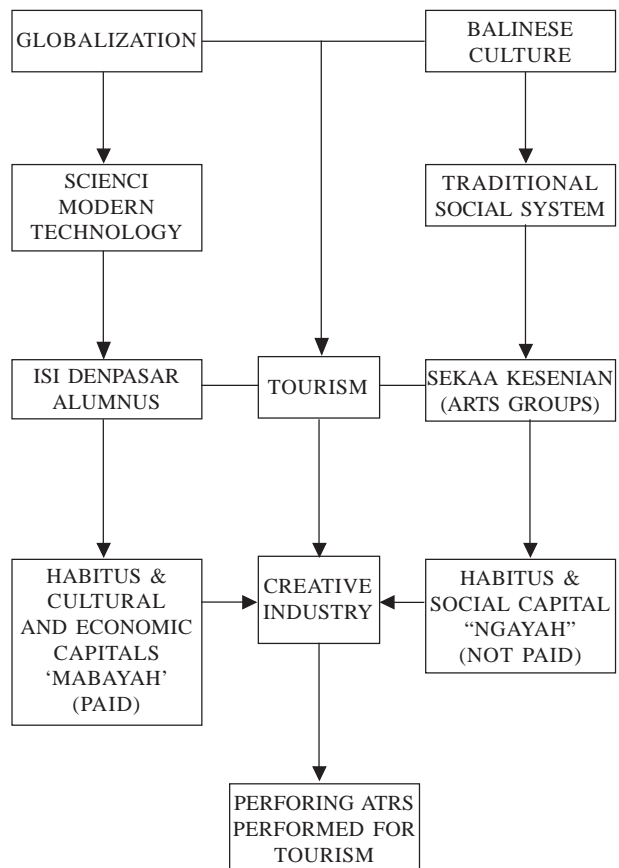 GLOBALIZATION
BALINESE
CULTURE
SCIENCI
MODERN
TECHNOLOGY
TRADITIONAL
SOCIAL SYSTEM
ISI DENPASAR
ALUMNUS
TOURISM
SEKAA KESENIAN
(ARTS GROUPS)
HABITUS &
CULTURAL
AND ECONOMIC
CAPITALS
‘MABAYAH’
(PAID)
CREATIVE
INDUSTRY
HABITUS &
SOCIAL CAPITAL
“NGAYAH”
(NOT PAID)
PERFORING ATRS
PERFORMED FOR
TOURISM